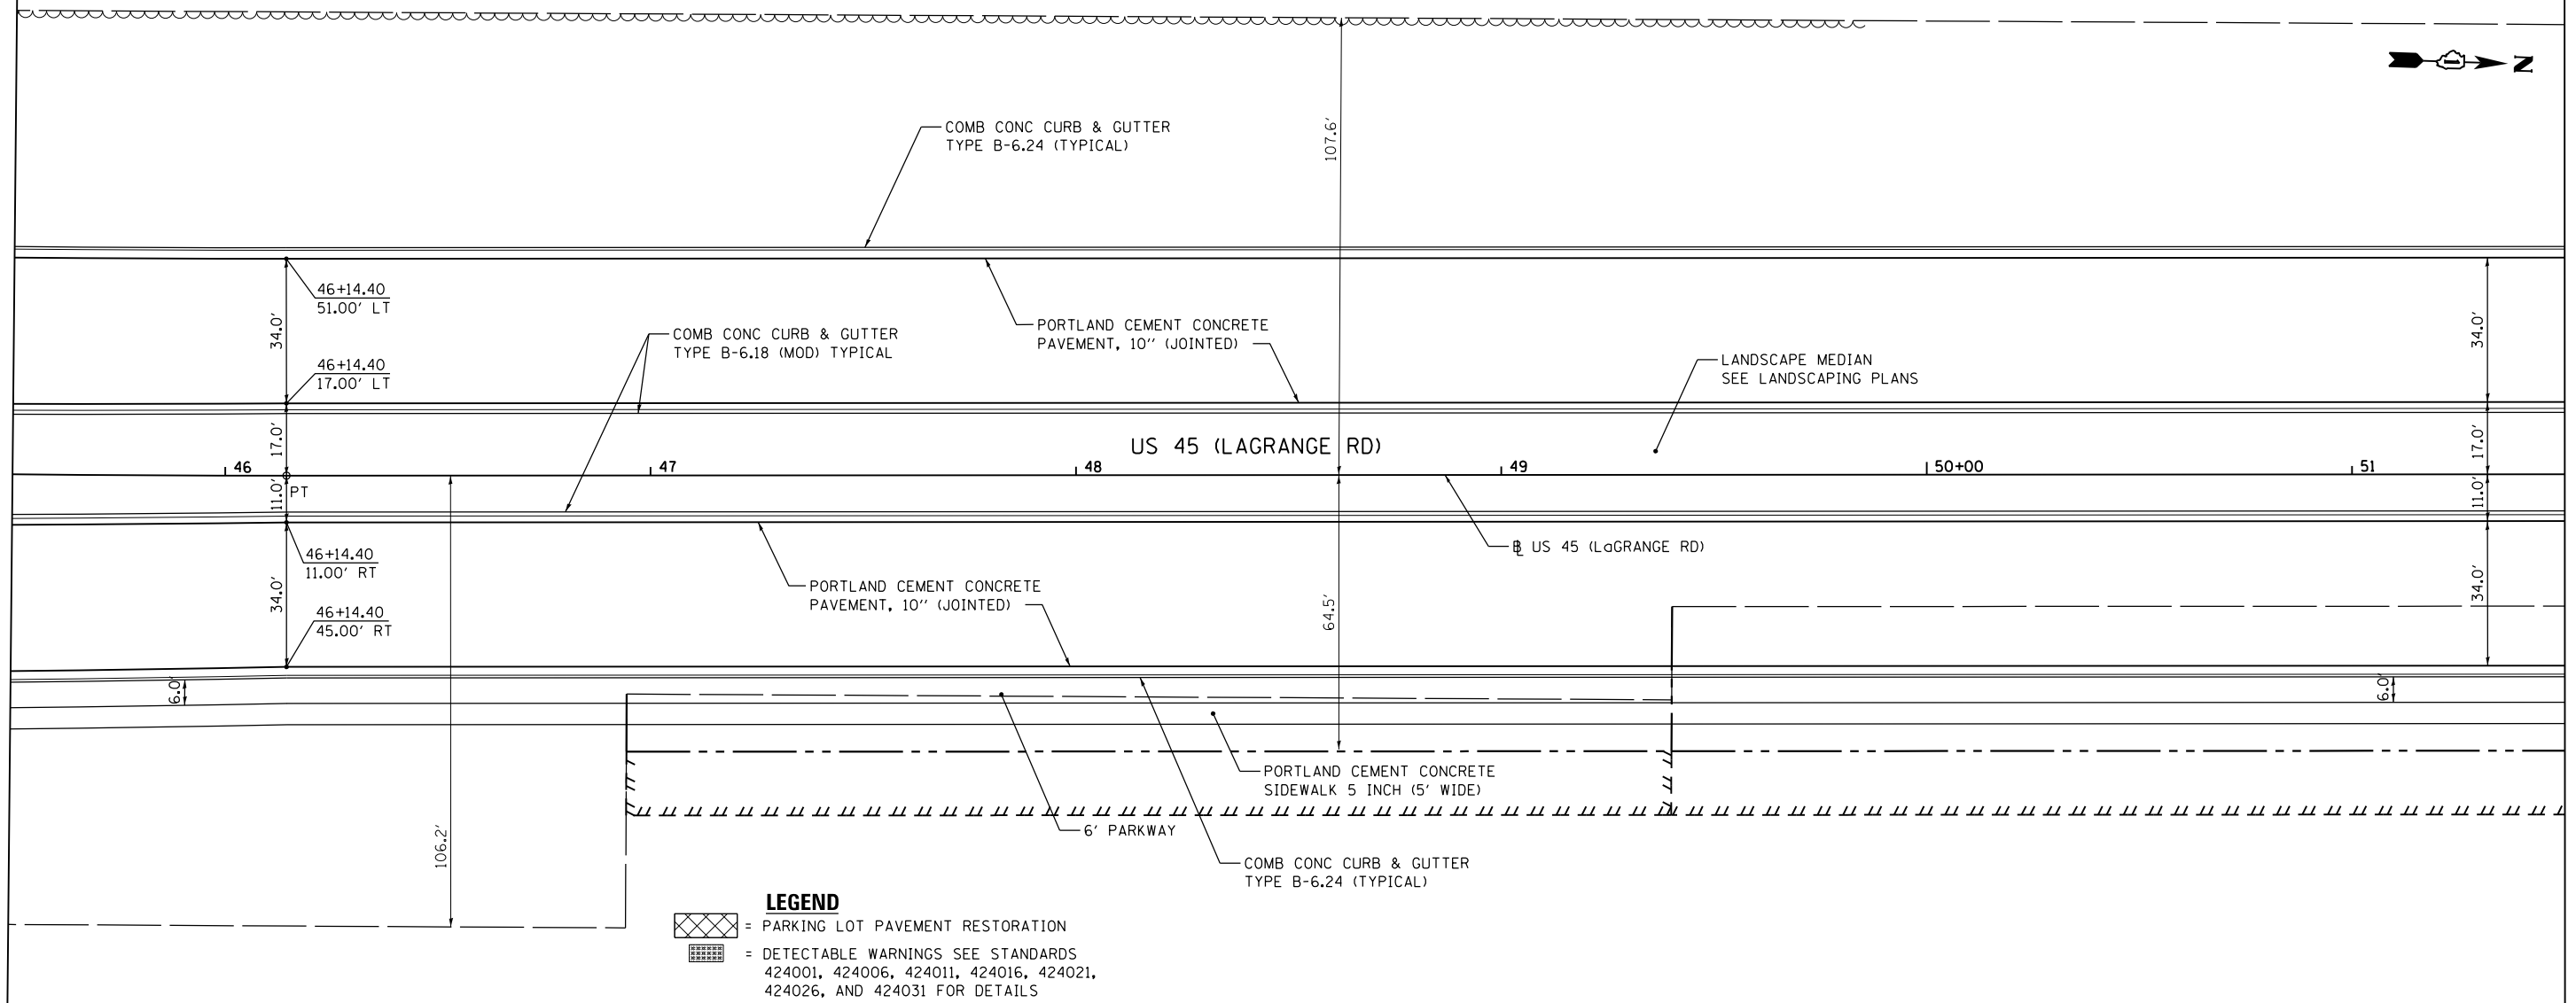 N
COMB CONC CURB & GUTTER
TYPE B-6.24 (TYPICAL)
107.6'
46+14.40
51.00' LT
34.0'
46+14.40
17.00' LT
COMB CONC CURB & GUTTER
TYPE B-6.18 (MOD) TYPICAL
PORTLAND CEMENT CONCRETE
PAVEMENT, 10'' (JOINTED)
LANDSCAPE MEDIAN
SEE LANDSCAPING PLANS
34.0'
17.0'
US 45 (LAGRANGE RD)
17.0'
46
47
48
49
50+00
51
PT
11.0'
11.0'
46+14.40
11.00' RT
34.0'
46+14.40
45.00' RT
PORTLAND CEMENT CONCRETE
PAVEMENT, 10'' (JOINTED)
64.5'
BL US 45 (LaGRANGE RD)
34.0'
6.0'
6.0'
PORTLAND CEMENT CONCRETE
SIDEWALK 5 INCH (5' WIDE)
106.2'
6' PARKWAY
COMB CONC CURB & GUTTER
TYPE B-6.24 (TYPICAL)
LEGEND
= PARKING LOT PAVEMENT RESTORATION
= DETECTABLE WARNINGS SEE STANDARDS
424001, 424006, 424011, 424016, 424021,
424026, AND 424031 FOR DETAILS